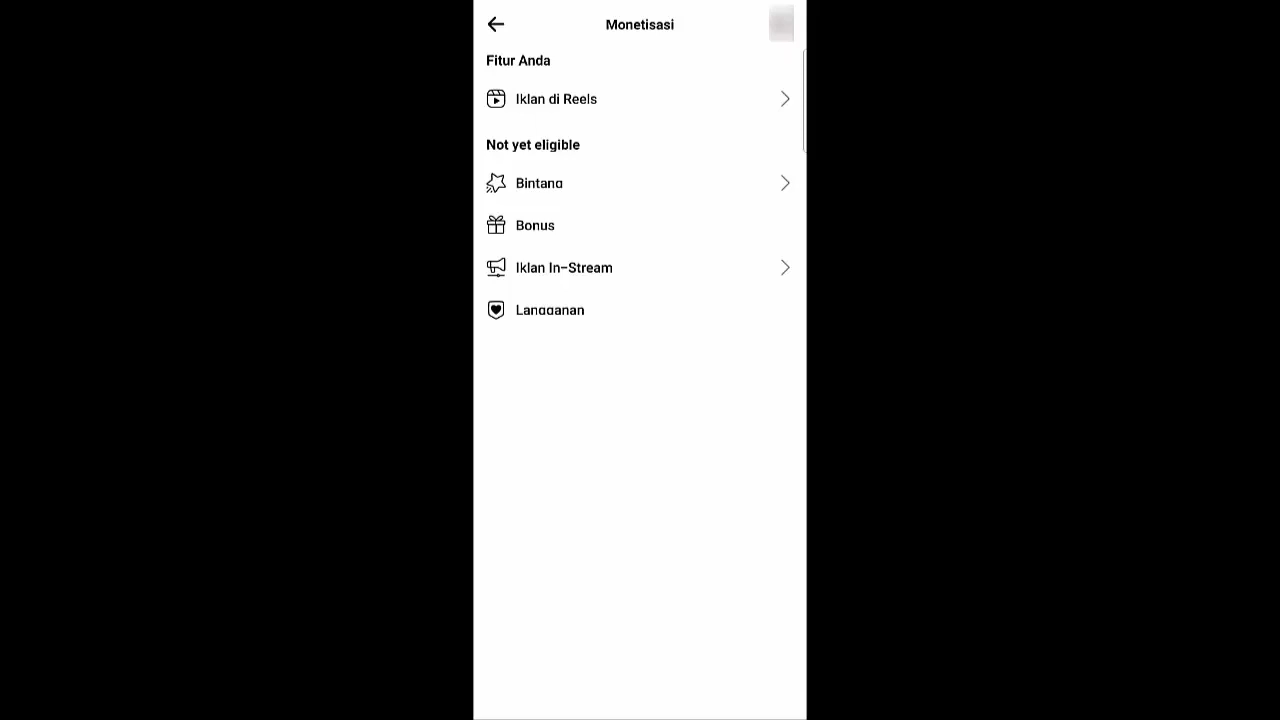 Monetisasi
Fitur Anda
Iklan di Reels
Not yet eligible
Bintang
Bonus
Iklan In-Stream
Langganan